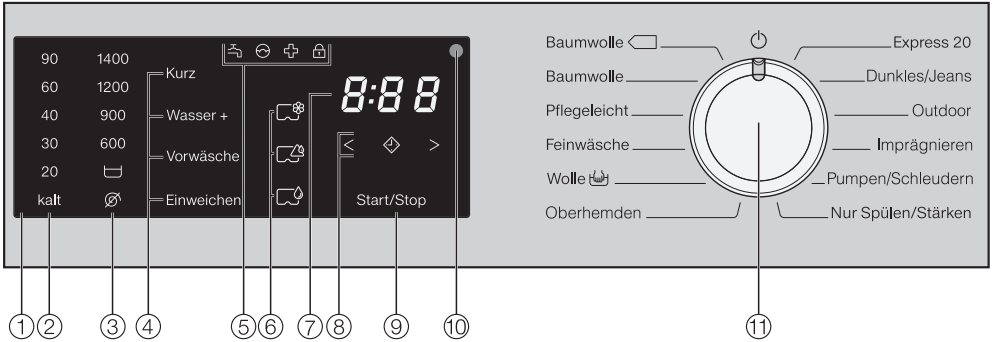 90 1400
60 1200
40 900
30 600
20
kalt
Kurz
Wasser +
Vorwäsche
Einweichen
8:88
< >
Start/Stop
Baumwolle
Baumwolle
Pflegeleicht
Feinwäsche
Wolle
Oberhemden
Express 20
Dunkles/Jeans
Outdoor
Imprägnieren
Pumpen/Schleudern
Nur Spülen/Stärken
① ② ③ ④ ⑤ ⑥ ⑦ ⑧ ⑨ ⑩ ⑪